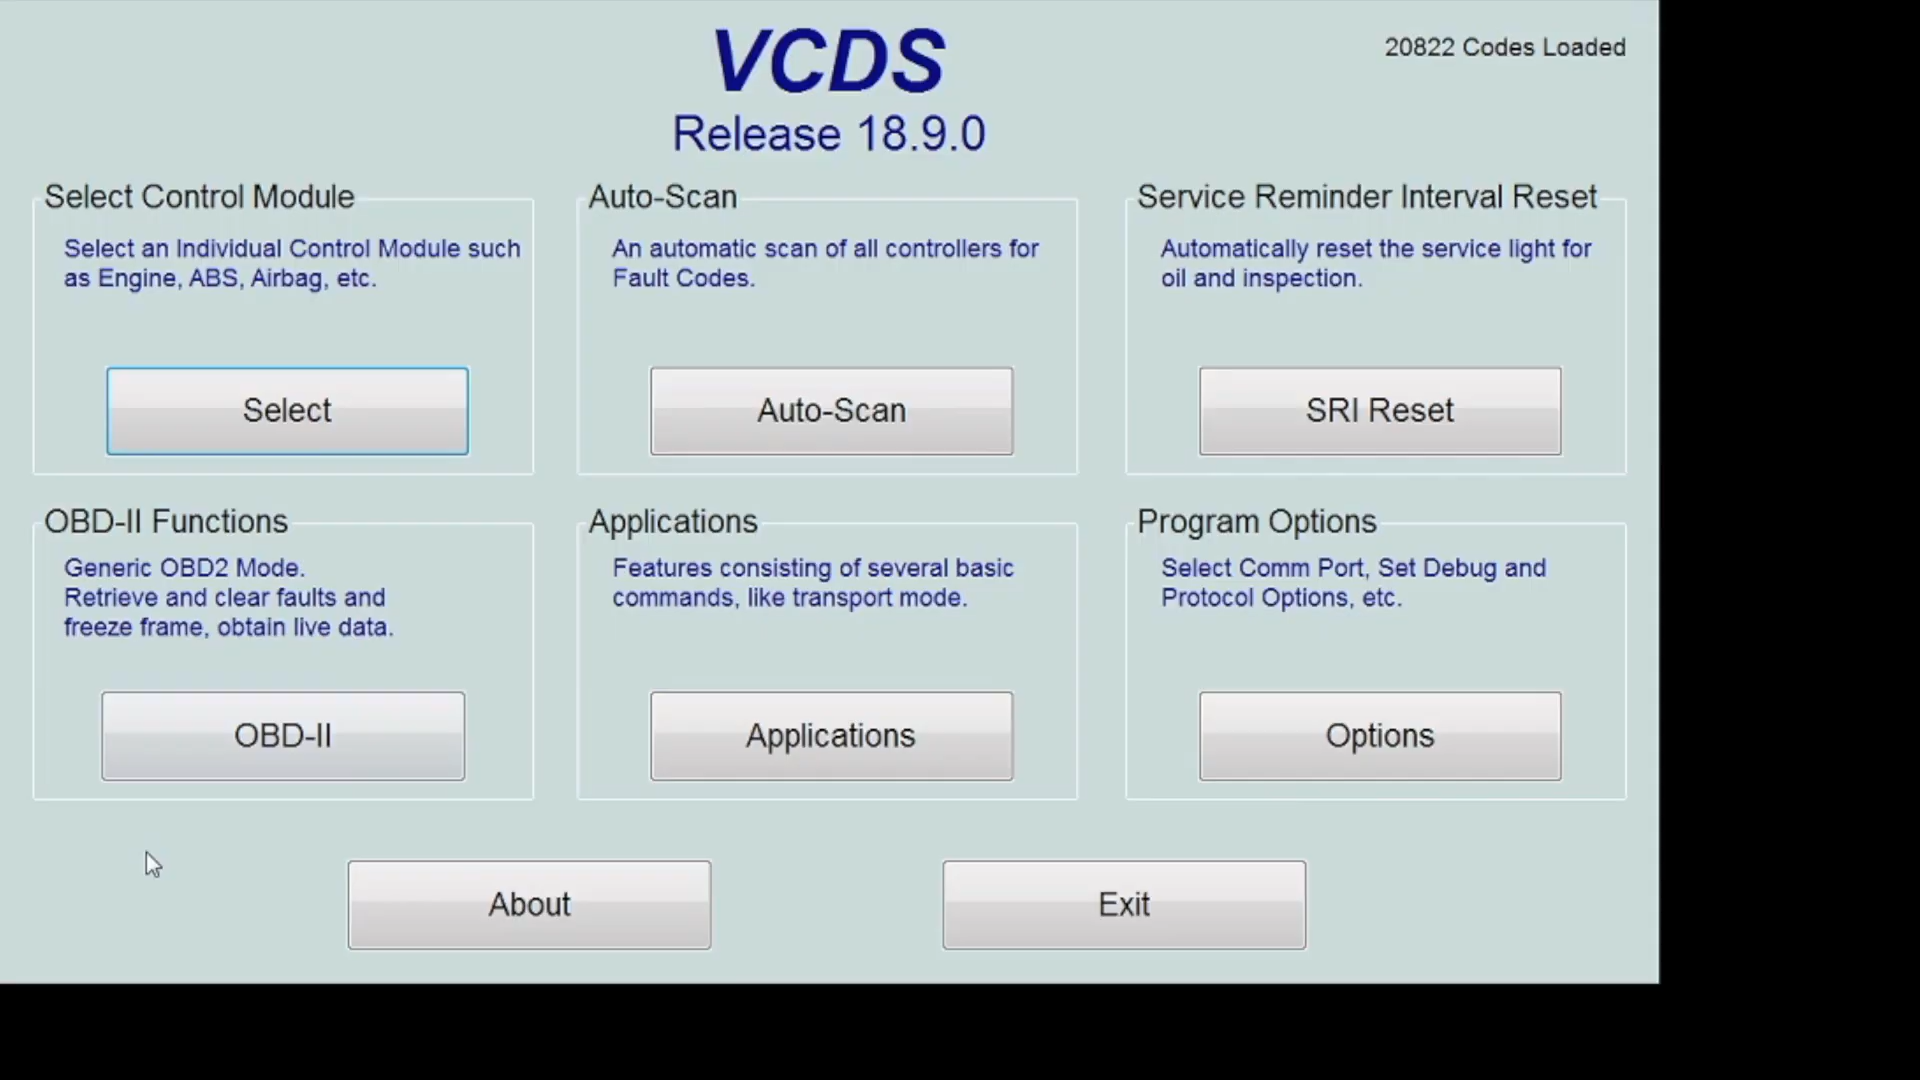 VCDS
20822 Codes Loaded
Release 18.9.0
Select Control Module
Select an Individual Control Module such
as Engine, ABS, Airbag, etc.
Select
Auto-Scan
An automatic scan of all controllers for
Fault Codes.
Auto-Scan
Service Reminder Interval Reset
Automatically reset the service light for
oil and inspection.
SRI Reset
OBD-II Functions
Generic OBD2 Mode.
Retrieve and clear faults and
freeze frame, obtain live data.
OBD-II
Applications
Features consisting of several basic
commands, like transport mode.
Applications
Program Options
Select Comm Port, Set Debug and
Protocol Options, etc.
Options
About
Exit